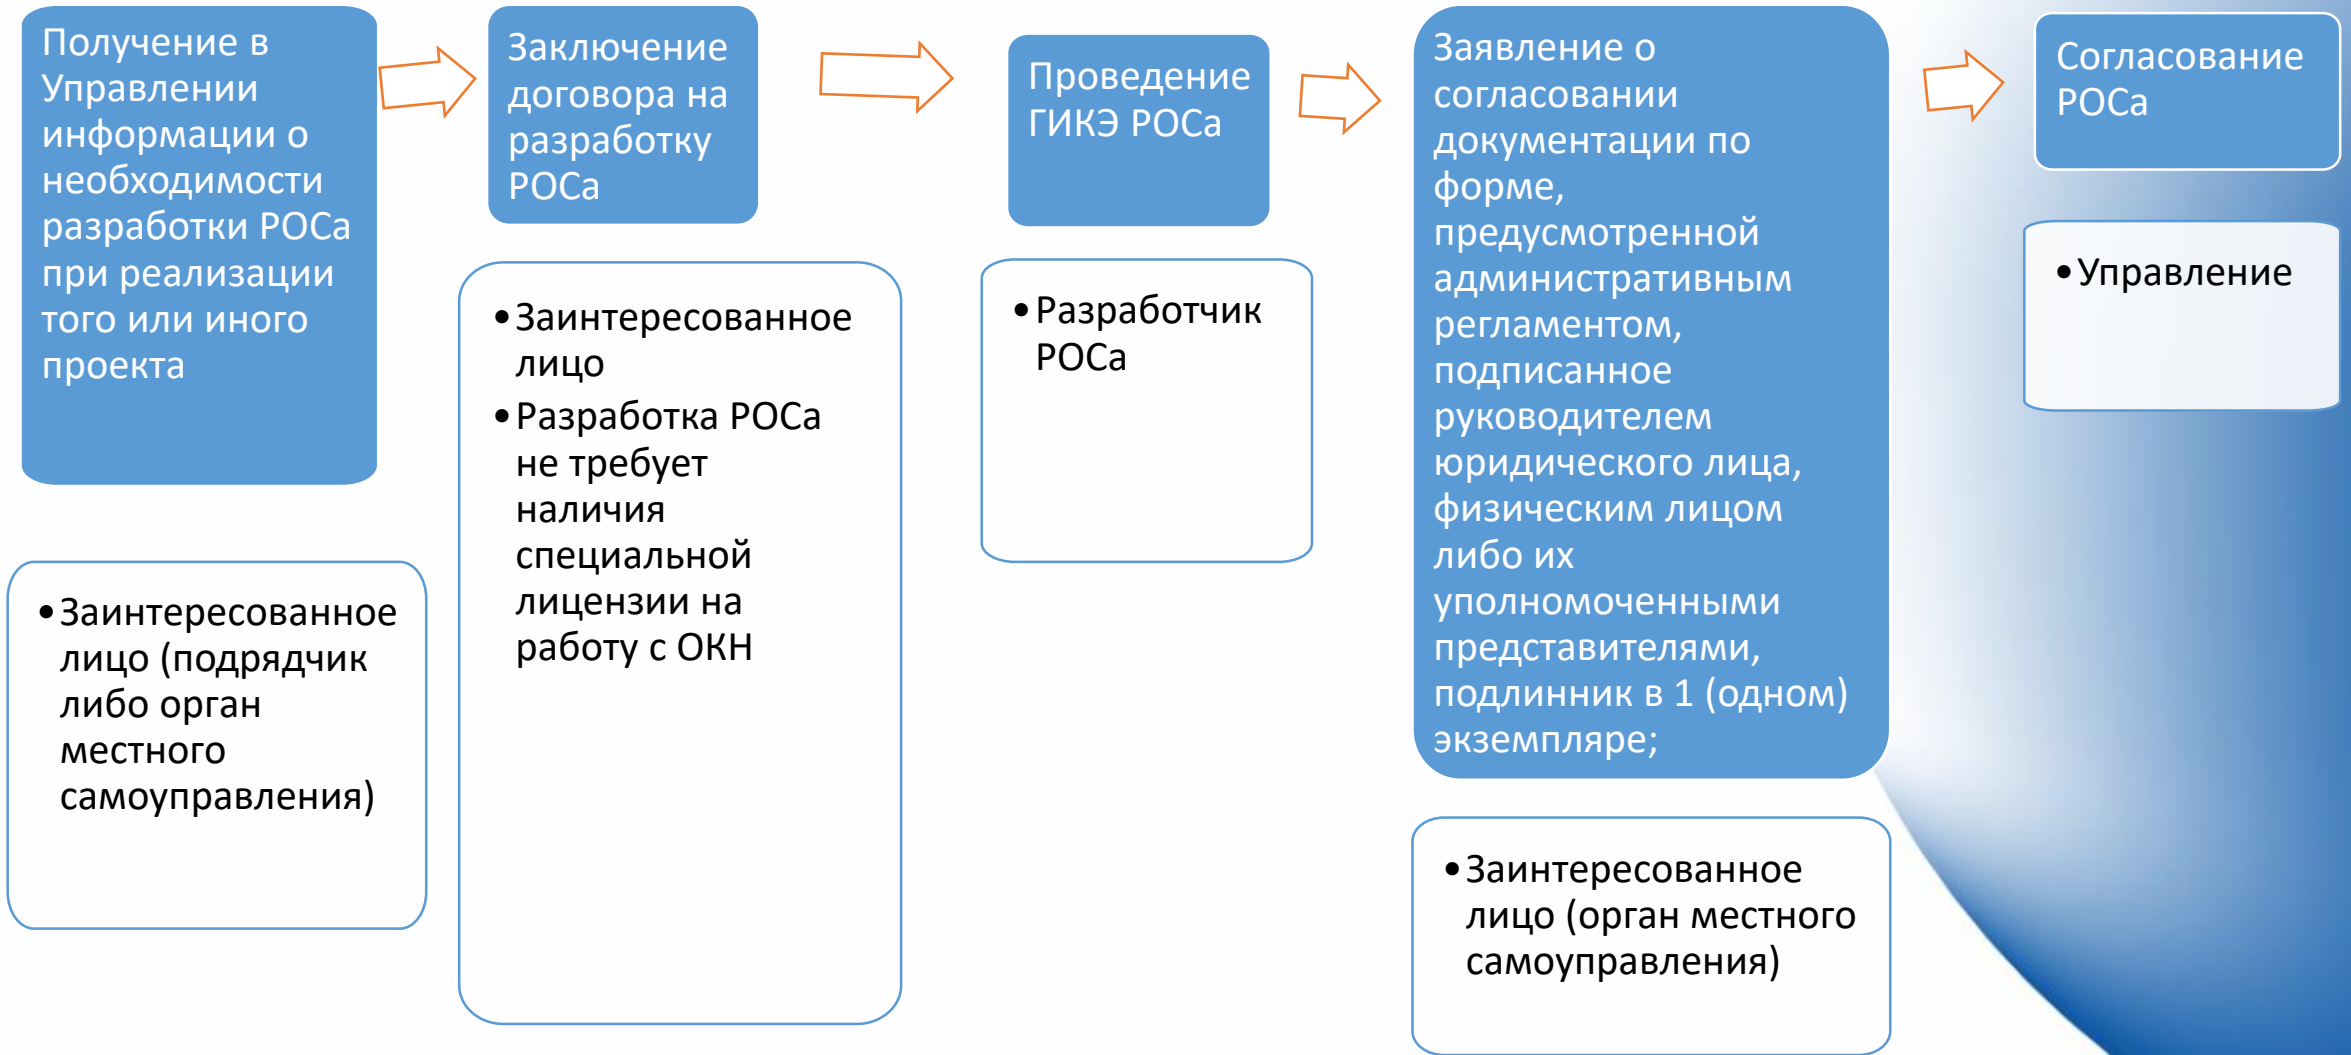 Получение в
Управлении
информации о
необходимости
разработки РОСа
при реализации
того или иного
проекта
•Заинтересованное
лицо (подрядчик
либо орган
местного
самоуправления)
Заключение
договора на
разработку
РОСа
•Заинтересованное
лицо
•Разработка РОСа
не требует
наличия
специальной
лицензии на
работу с ОКН
Проведение
ГИКЭ РОСа
•Разработчик
РОСа
Заявление о
согласовании
документации по
форме,
предусмотренной
административным
регламентом,
подписанное
руководителем
юридического лица,
физическим лицом
либо их
уполномоченными
представителями,
подлинник в 1 (одном)
экземпляре;
•Заинтересованное
лицо (орган местного
самоуправления)
Согласование
РОСа
•Управление